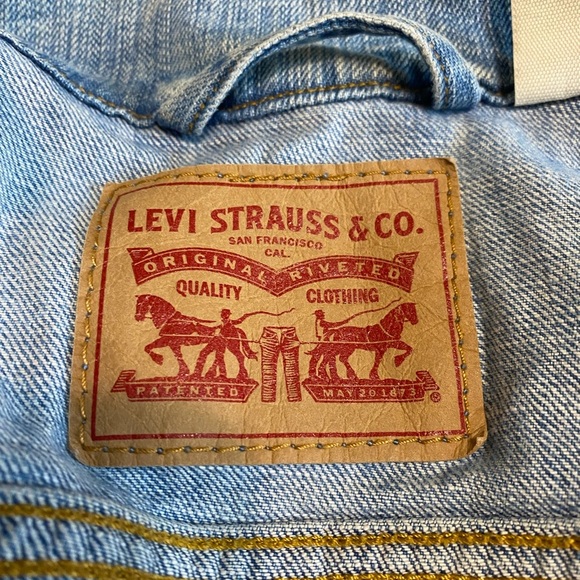 LEVI STRAUSS & CO.
SAN FRANCISCO
CAL.
ORIGINAL RIVETED
QUALITY CLOTHING
PATENTED MAY 20 1873
®